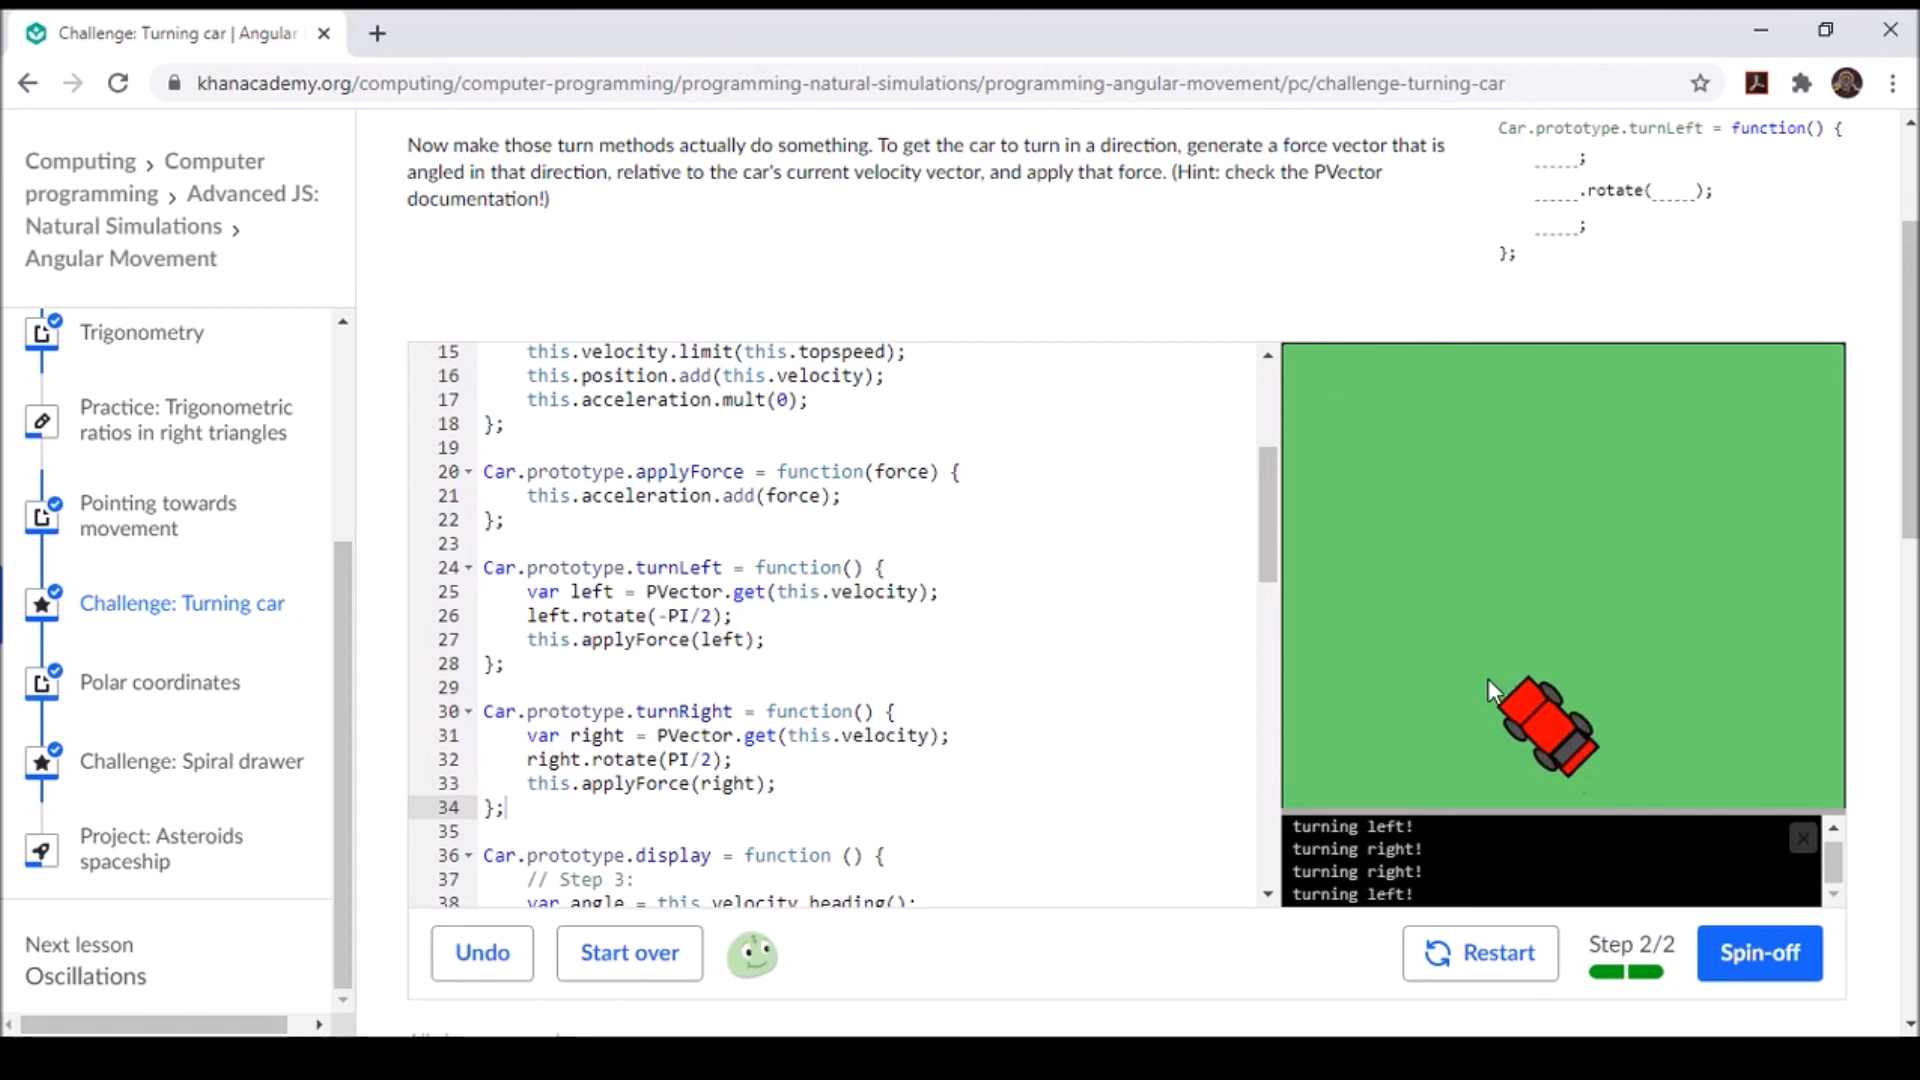 Challenge: Turning car | Angular
khanacademy.org/computing/computer-programming/programming-natural-simulations/programming-angular-movement/pc/challenge-turning-car
Computing › Computer
programming › Advanced JS:
Natural Simulations ›
Angular Movement
Trigonometry
Practice: Trigonometric
ratios in right triangles
Pointing towards
movement
Challenge: Turning car
Polar coordinates
Challenge: Spiral drawer
Project: Asteroids
spaceship
Next lesson
Oscillations
Now make those turn methods actually do something. To get the car to turn in a direction, generate a force vector that is
angled in that direction, relative to the car's current velocity vector, and apply that force. (Hint: check the PVector
documentation!)
Car.prototype.turnLeft = function() {
_____;
_____.rotate(_____);
_____;
};
15 this.velocity.limit(this.topspeed);
16 this.position.add(this.velocity);
17 this.acceleration.mult(0);
18 };
19
20 Car.prototype.applyForce = function(force) {
21 this.acceleration.add(force);
22 };
23
24 Car.prototype.turnLeft = function() {
25 var left = PVector.get(this.velocity);
26 left.rotate(-PI/2);
27 this.applyForce(left);
28 };
29
30 Car.prototype.turnRight = function() {
31 var right = PVector.get(this.velocity);
32 right.rotate(PI/2);
33 this.applyForce(right);
34 };
35
36 Car.prototype.display = function () {
37 // Step 3:
38 var angle = this.velocity.heading();
turning left!
turning right!
turning right!
turning left!
Undo
Start over
Restart
Step 2/2
Spin-off